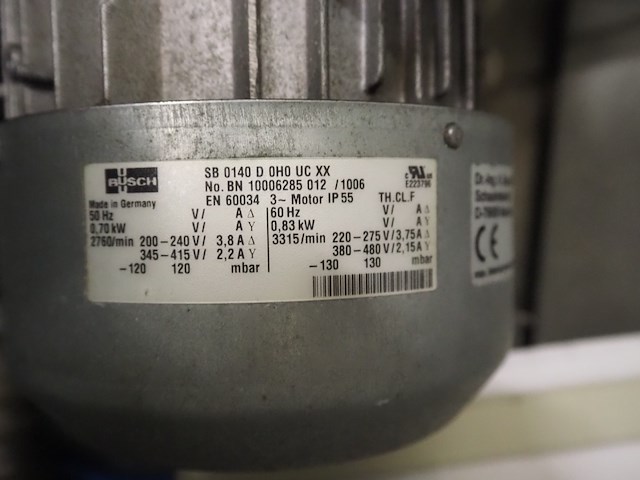 BUSCH
SB 0140 D 0H0 UC XX
No. BN 10006285 012 /1006
E223796
Made in Germany
EN 60034 3~ Motor IP 55 TH.CL.F
50 Hz V/ A Δ 60 Hz V/ A Δ
0,70 kW V/ A Y 0,83 kW V/ A Y
2760/min 200-240 V/ 3,8 A Δ 3315/min 220-275 V/ 3,75 A Δ
345-415 V/ 2,2 A Y 380-480 V/ 2,15 A Y
-120 120 mbar -130 130 mbar
Dr.-Ing.
CE